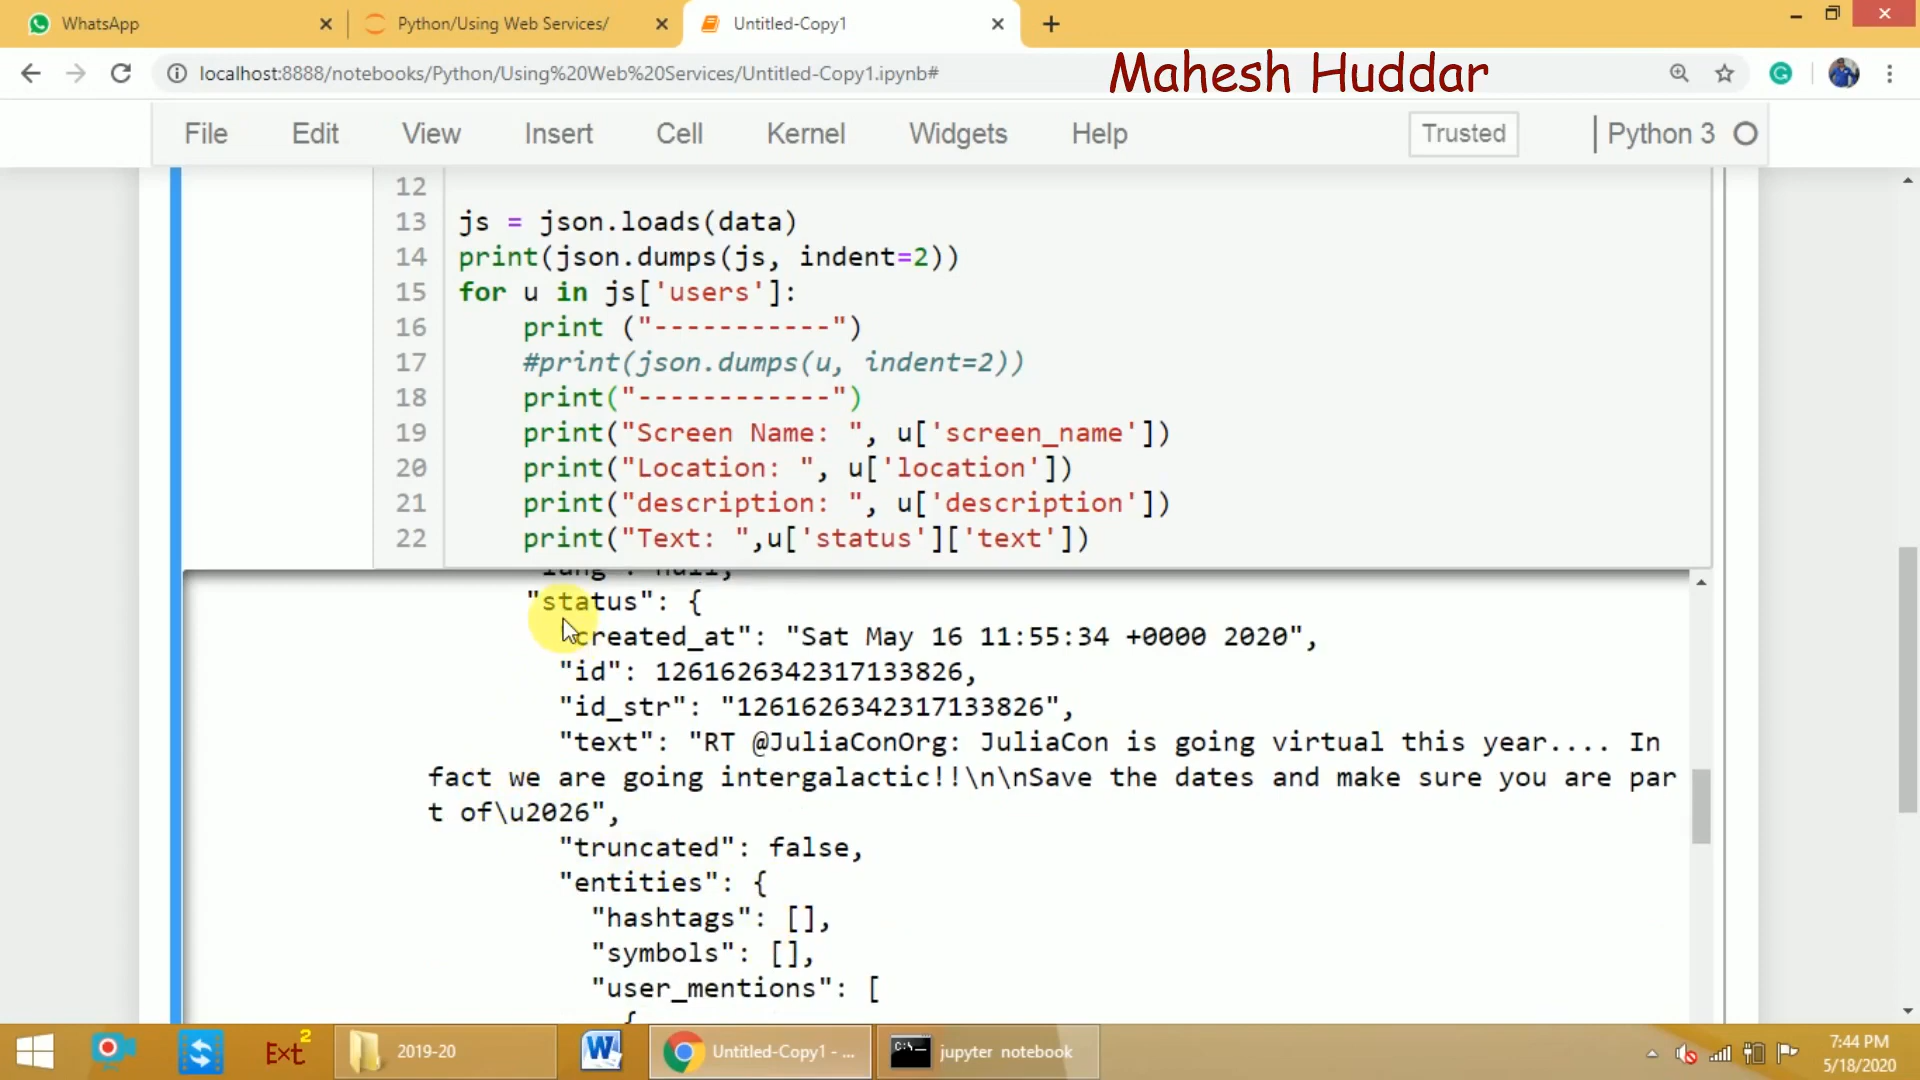 WhatsApp
Python/Using Web Services/
Untitled-Copy1
localhost:8888/notebooks/Python/Using%20Web%20Services/Untitled-Copy1.ipynb#
Mahesh Huddar
File Edit View Insert Cell Kernel Widgets Help Trusted Python 3
12
13 js = json.loads(data)
14 print(json.dumps(js, indent=2))
15 for u in js['users']:
16 print ("-----------")
17 #print(json.dumps(u, indent=2))
18 print("------------")
19 print("Screen Name: ", u['screen_name'])
20 print("Location: ", u['location'])
21 print("description: ", u['description'])
22 print("Text: ",u['status']['text'])
"lang": null,
"status": {
"created_at": "Sat May 16 11:55:34 +0000 2020",
"id": 1261626342317133826,
"id_str": "1261626342317133826",
"text": "RT @JuliaConOrg: JuliaCon is going virtual this year.... In
fact we are going intergalactic!!\n\nSave the dates and make sure you are par
t of\u2026",
"truncated": false,
"entities": {
"hashtags": [],
"symbols": [],
"user_mentions": [
{
Ext2
2019-20
Untitled-Copy1 - ...
jupyter notebook
7:44 PM
5/18/2020